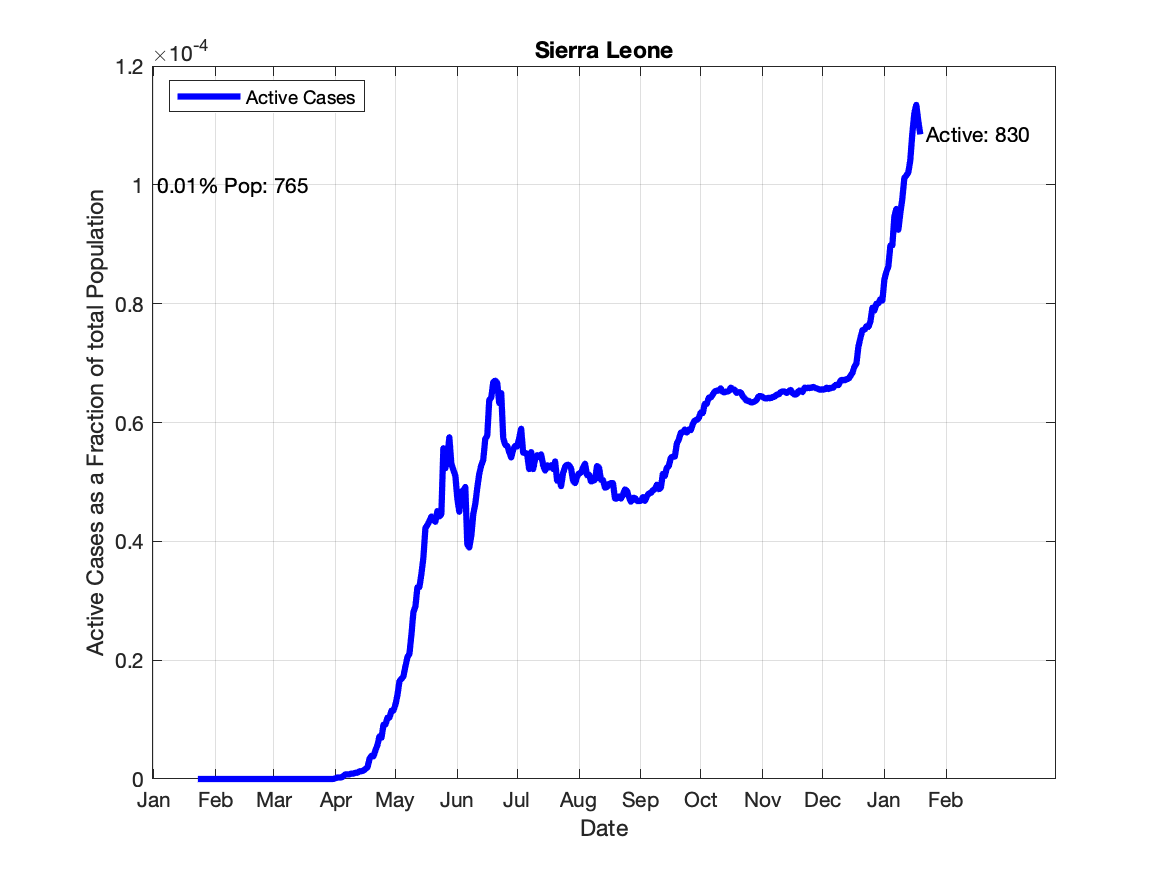 Sierra Leone
×10-4
Active Cases
Active: 830
0.01% Pop: 765
Active Cases as a Fraction of total Population
1.2
1
0.8
0.6
0.4
0.2
0
Jan Feb Mar Apr May Jun Jul Aug Sep Oct Nov Dec Jan Feb
Date